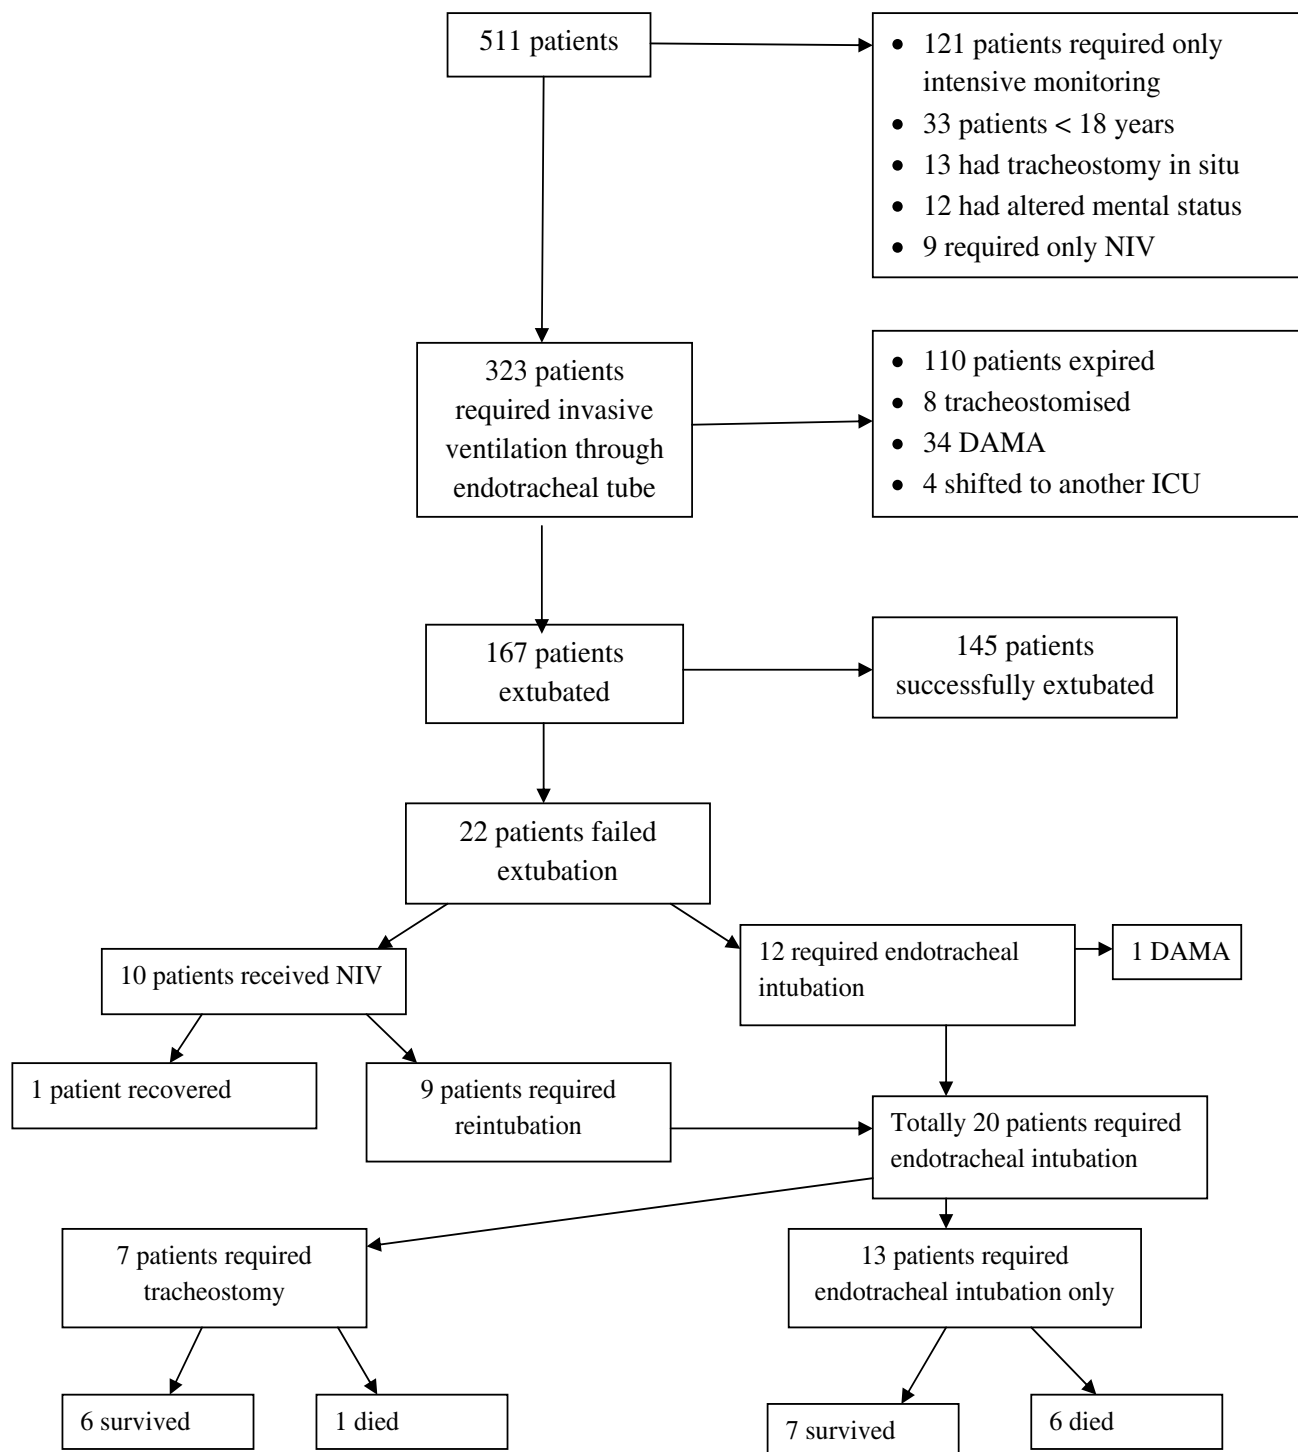 511 patients
• 121 patients required only
intensive monitoring
• 33 patients < 18 years
• 13 had tracheostomy in situ
• 12 had altered mental status
• 9 required only NIV
323 patients
required invasive
ventilation through
endotracheal tube
• 110 patients expired
• 8 tracheostomised
• 34 DAMA
• 4 shifted to another ICU
167 patients
extubated
145 patients
successfully extubated
22 patients failed
extubation
10 patients received NIV
12 required endotracheal
intubation
1 DAMA
1 patient recovered
9 patients required
reintubation
Totally 20 patients required
endotracheal intubation
7 patients required
tracheostomy
13 patients required
endotracheal intubation only
6 survived
1 died
7 survived
6 died